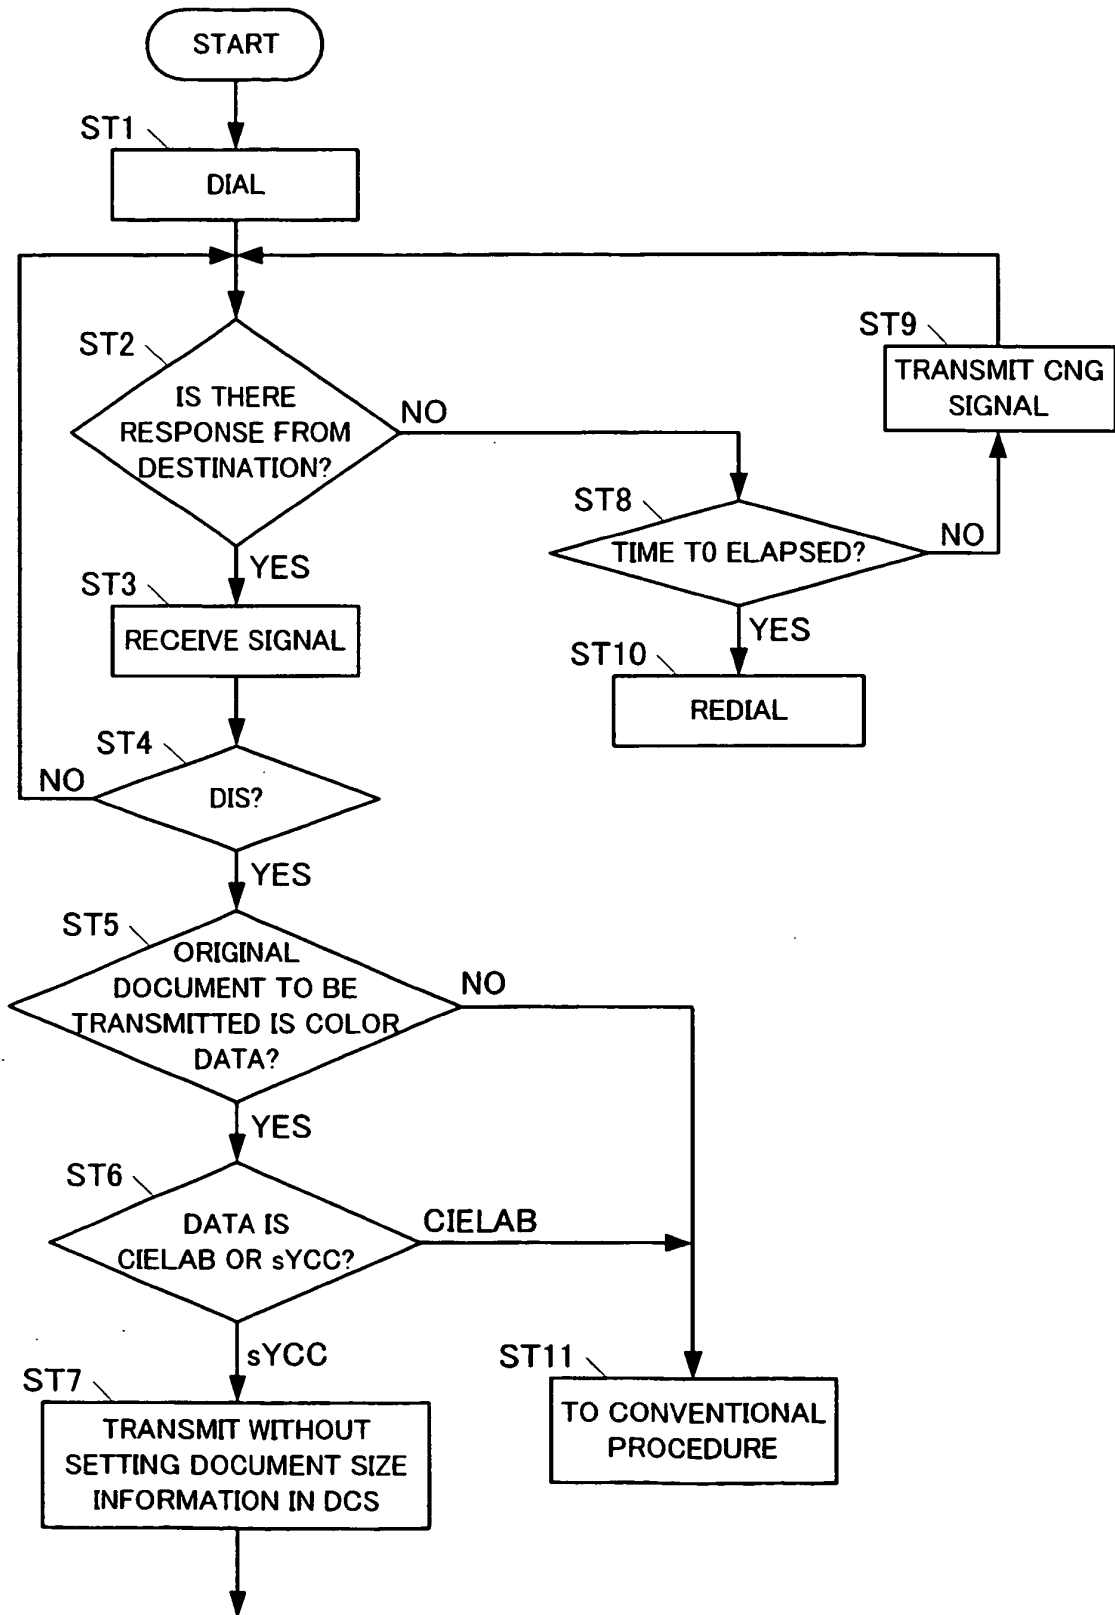 START
ST1
DIAL
ST2
IS THERE
RESPONSE FROM
DESTINATION?
NO
ST9
TRANSMIT CNG
SIGNAL
ST8
TIME T0 ELAPSED?
NO
YES
ST3
RECEIVE SIGNAL
YES
ST10
REDIAL
ST4
NO
DIS?
YES
ST5
ORIGINAL
DOCUMENT TO BE
TRANSMITTED IS COLOR
DATA?
NO
YES
ST6
DATA IS
CIELAB OR sYCC?
CIELAB
sYCC
ST7
TRANSMIT WITHOUT
SETTING DOCUMENT SIZE
INFORMATION IN DCS
ST11
TO CONVENTIONAL
PROCEDURE